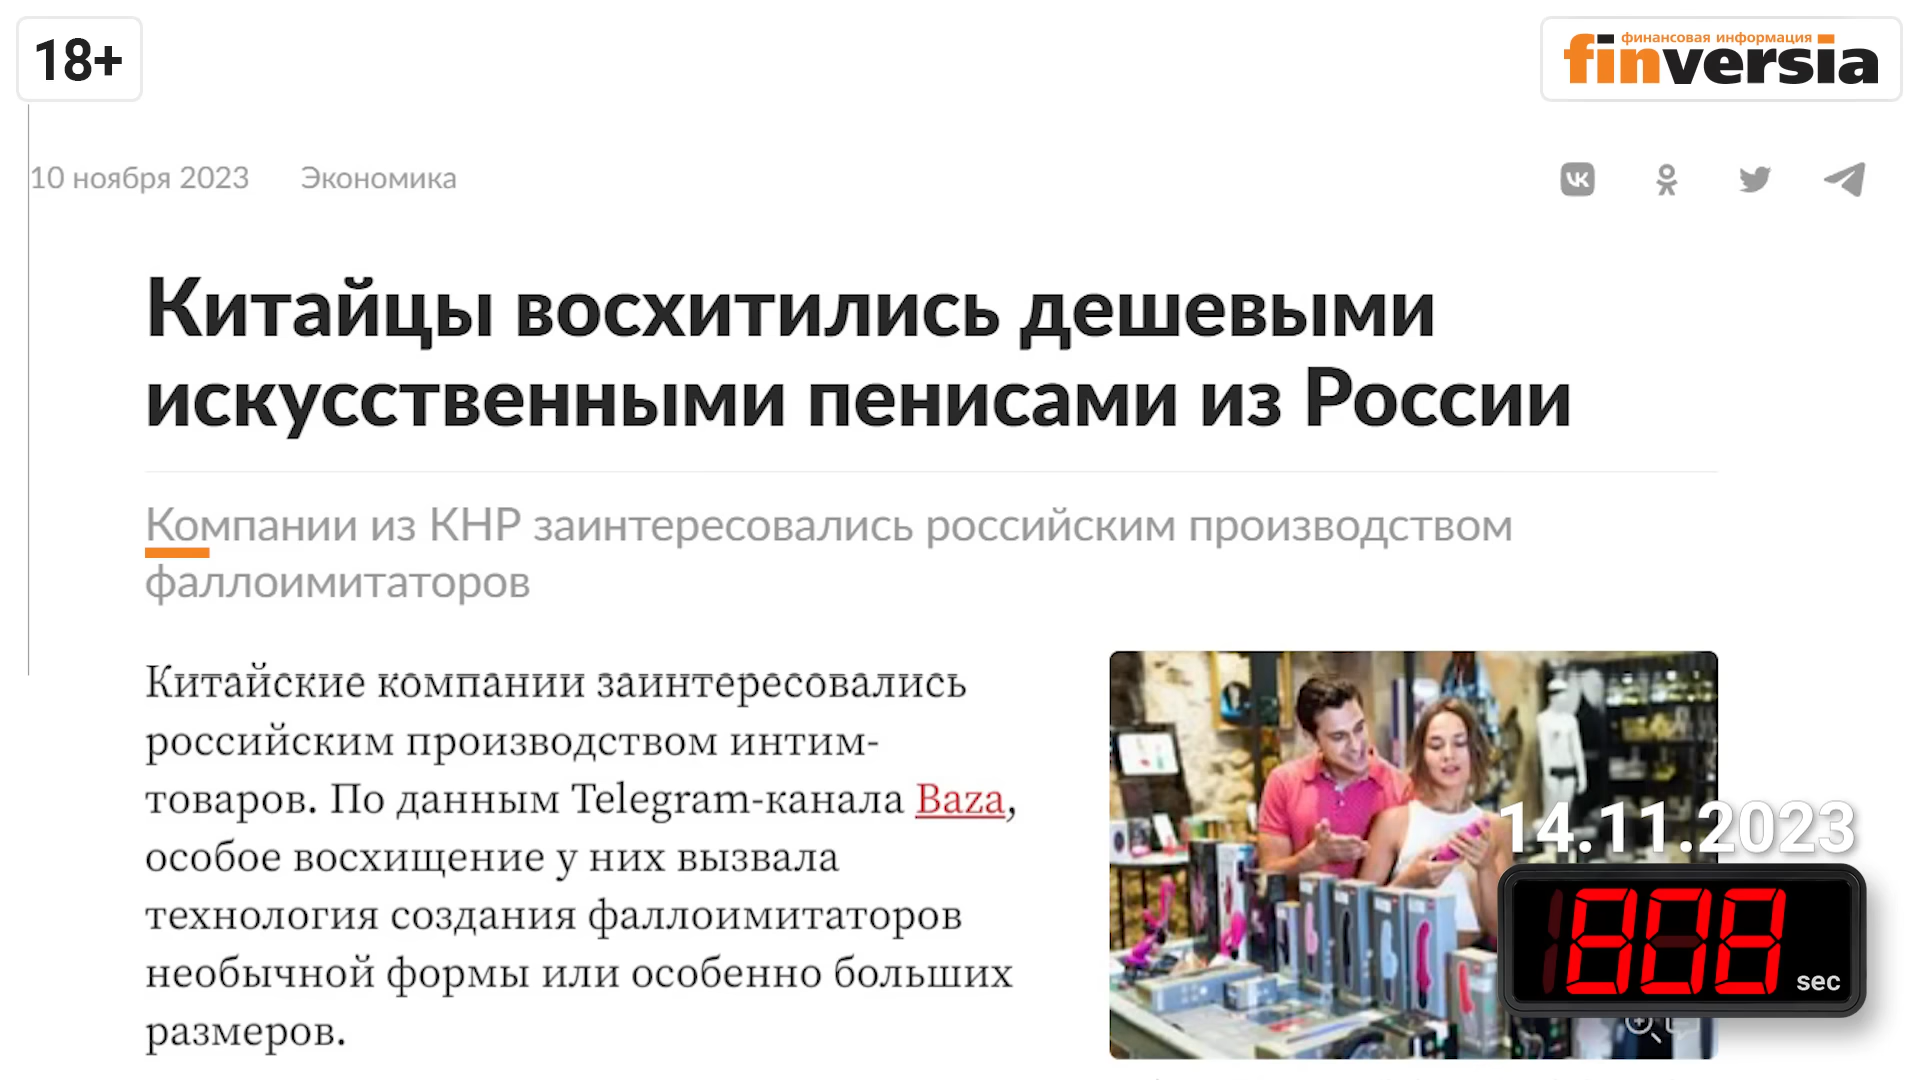 18+
финансовая информация
finversia
10 ноября 2023 Экономика
Китайцы восхитились дешевыми
искусственными пенисами из России
Компании из КНР заинтересовались российским производством
фаллоимитаторов
Китайские компании заинтересовались
российским производством интим-
товаров. По данным Telegram-канала Baza,
особое восхищение у них вызвала
технология создания фаллоимитаторов
необычной формы или особенно больших
размеров.
14.11.2023
808
sec